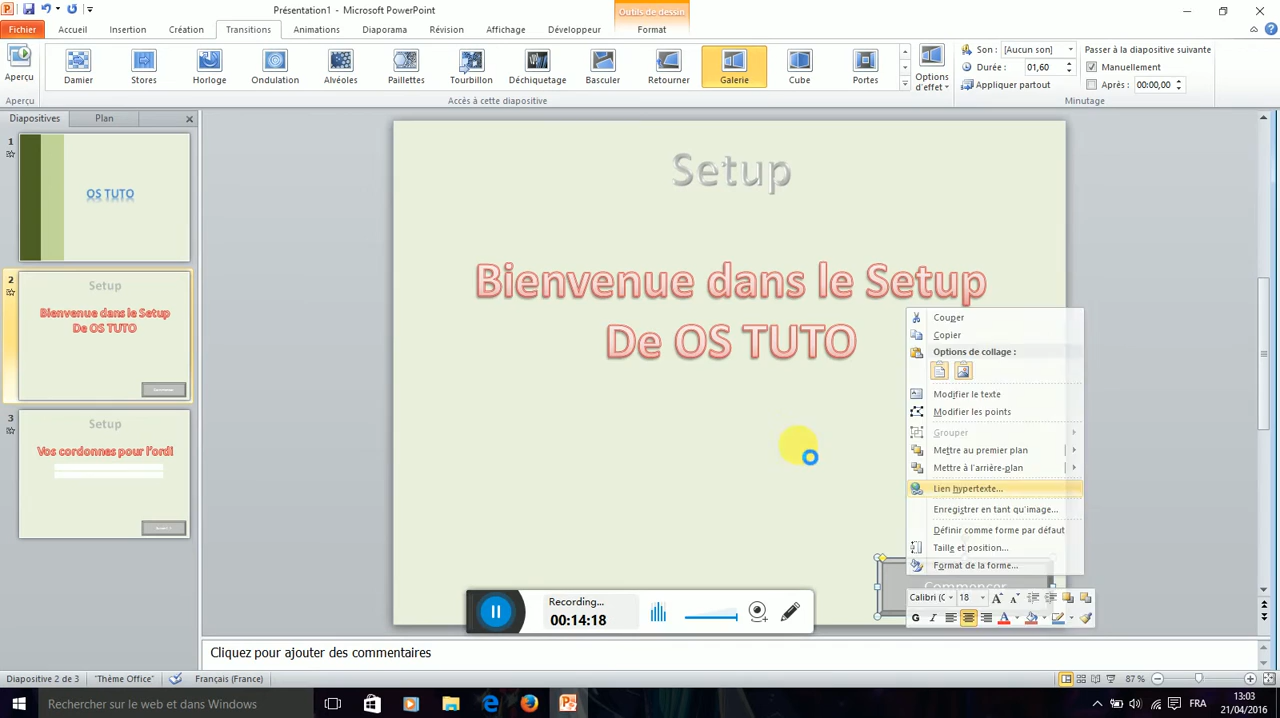 Présentation1 - Microsoft PowerPoint
Outils de dessin
Fichier Accueil Insertion Création Transitions Animations Diaporama Révision Affichage Développeur Format
Aperçu
Damier Stores Horloge Ondulation Alvéoles Paillettes Tourbillon Déchiquetage Basculer Retourner Galerie Cube Portes
Options d'effet
Son : [Aucun son]
Durée : 01,60
Appliquer partout
Passer à la diapositive suivante
Manuellement
Après : 00:00,00
Aperçu Accès à cette diapositive Minutage
Diapositives Plan
1
OS TUTO
2
Setup
Bienvenue dans le Setup
De OS TUTO
3
Setup
Vos cordonnes pour l'ordi
Setup
Bienvenue dans le Setup
De OS TUTO
Commencer
Couper
Copier
Options de collage :
Modifier le texte
Modifier les points
Grouper
Mettre au premier plan
Mettre à l'arrière-plan
Lien hypertexte...
Enregistrer en tant qu'image...
Définir comme forme par défaut
Taille et position...
Format de la forme...
Calibri (C 18 A A
G I A
Recording...
00:14:18
Cliquez pour ajouter des commentaires
Diapositive 2 de 3 "Thème Office" Français (France) 87 %
Rechercher sur le web et dans Windows
FRA
13:03
21/04/2016